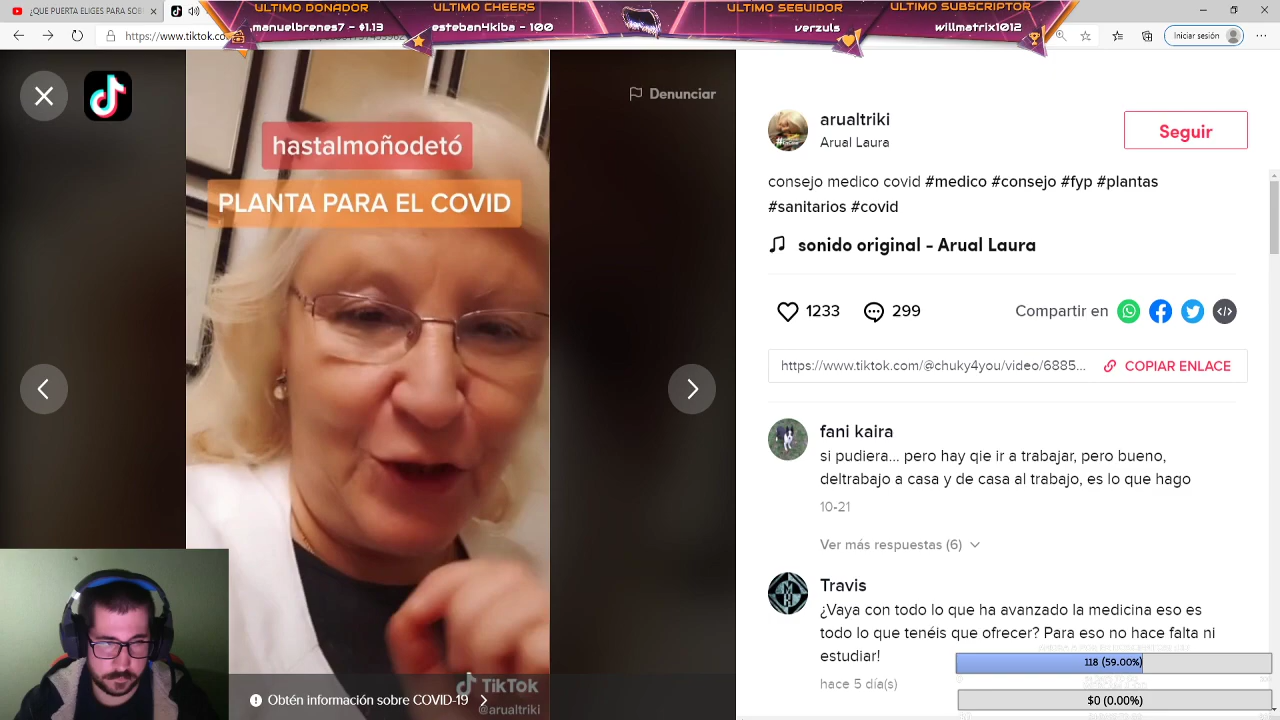 ULTIMO DONADOR
ULTIMO CHEERS
ULTIMO SEGUIDOR
ULTIMO SUBSCRIPTOR
manuelbrenes7 - $1.13
esteban4kiba - 100
verzuls
willmatrix1012
¿QUERÍA ESTA PARA SOB
https://www.tiktok.co
Iniciar sesión
Denunciar
hastalmoñodetó
PLANTA PARA EL COVID
Obtén información sobre COVID-19
TikTok
@arualtriki
arualtriki
Arual Laura
Seguir
consejo medico covid #medico #consejo #fyp #plantas
#sanitarios #covid
sonido original - Arual Laura
1233
299
Compartir en
https://www.tiktok.com/@chuky4you/video/6885...
COPIAR ENLACE
fani kaira
si pudiera... pero hay qie ir a trabajar, pero bueno,
deltrabajo a casa y de casa al trabajo, es lo que hago
10-21
Ver más respuestas (6)
Travis
¿Vaya con todo lo que ha avanzado la medicina eso es
todo lo que tenéis que ofrecer? Para eso no hace falta ni
estudiar!
hace 5 día(s)
118 (59.00%)
$0 (0.00%)